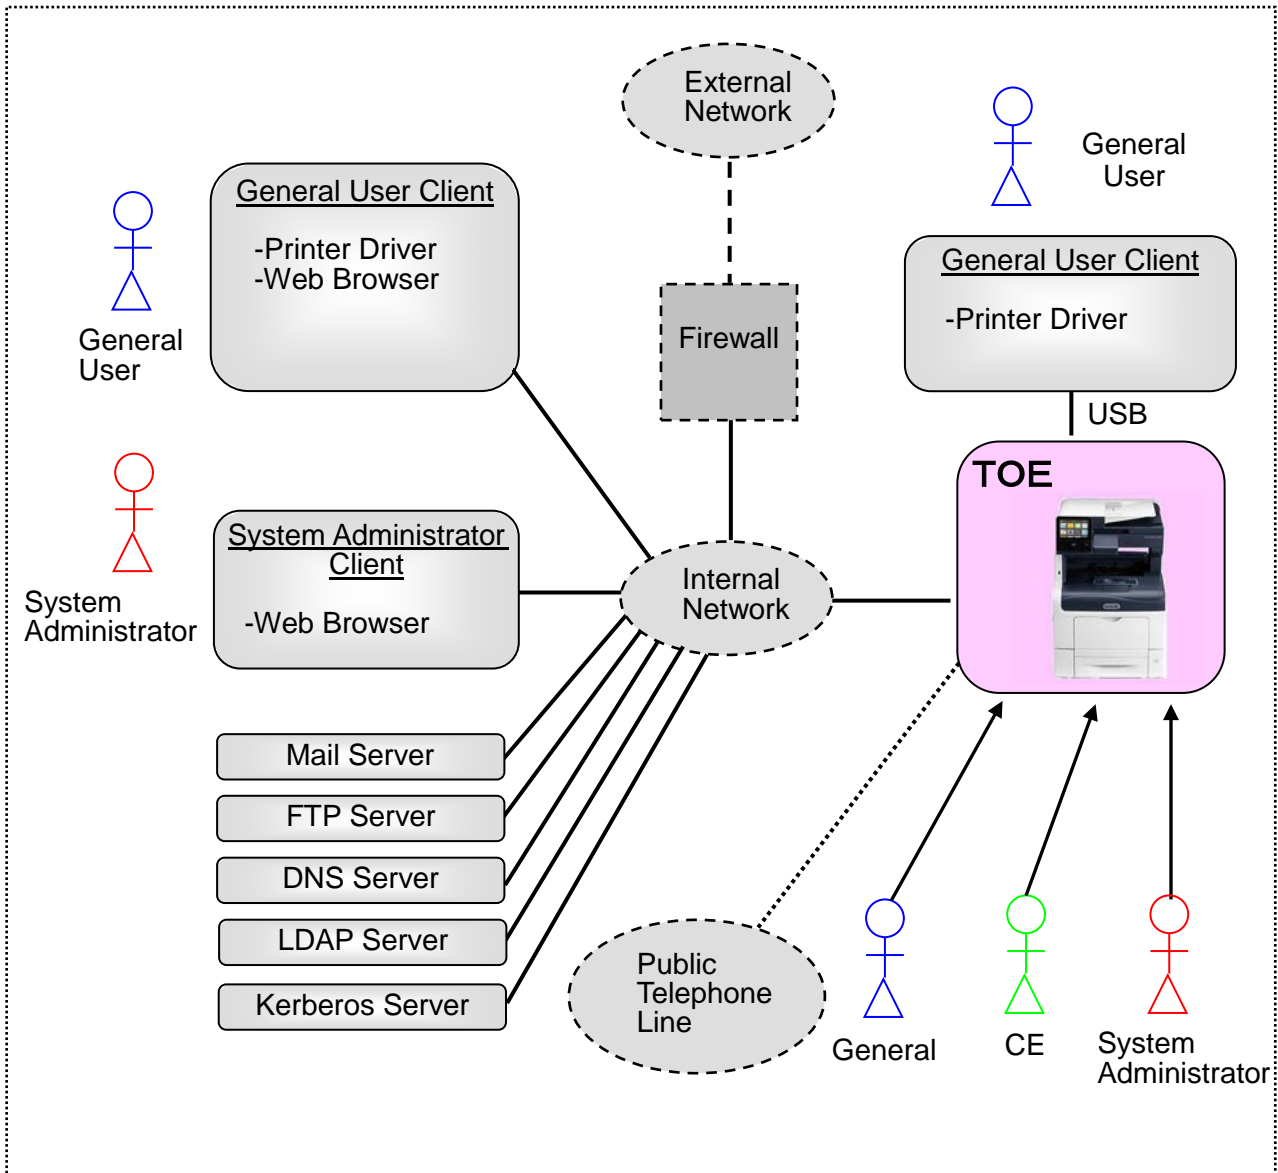 External
Network
General
User
General User Client
-Printer Driver
-Web Browser
General
User
Firewall
General User Client
-Printer Driver
USB
TOE
System Administrator
Client
-Web Browser
System
Administrator
Internal
Network
Mail Server
FTP Server
DNS Server
LDAP Server
Kerberos Server
Public
Telephone
Line
General
CE
System
Administrator